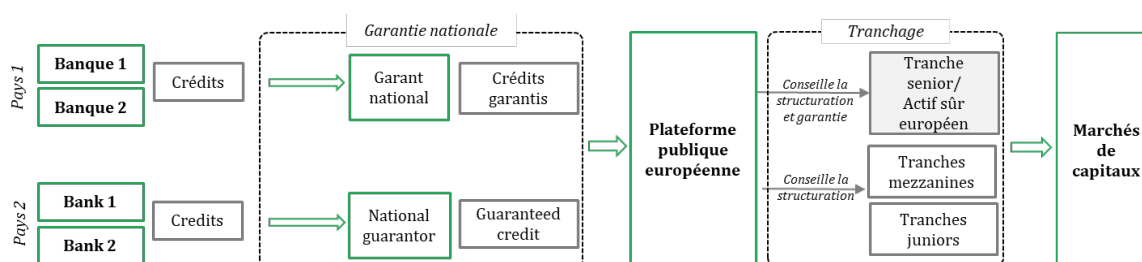 Garantie nationale
Tranchage
Pays 1
Banque 1
Banque 2
Crédits
Garant
national
Crédits
garantis
Plateforme
publique
européenne
Conseille la
structuration
et garantie
Tranche
senior/
Actif sûr
européen
Marchés
de
capitaux
Conseille la
structuration
Tranches
mezzanines
Tranches
juniors
Pays 2
Bank 1
Bank 2
Credits
National
guarantor
Guaranteed
credit